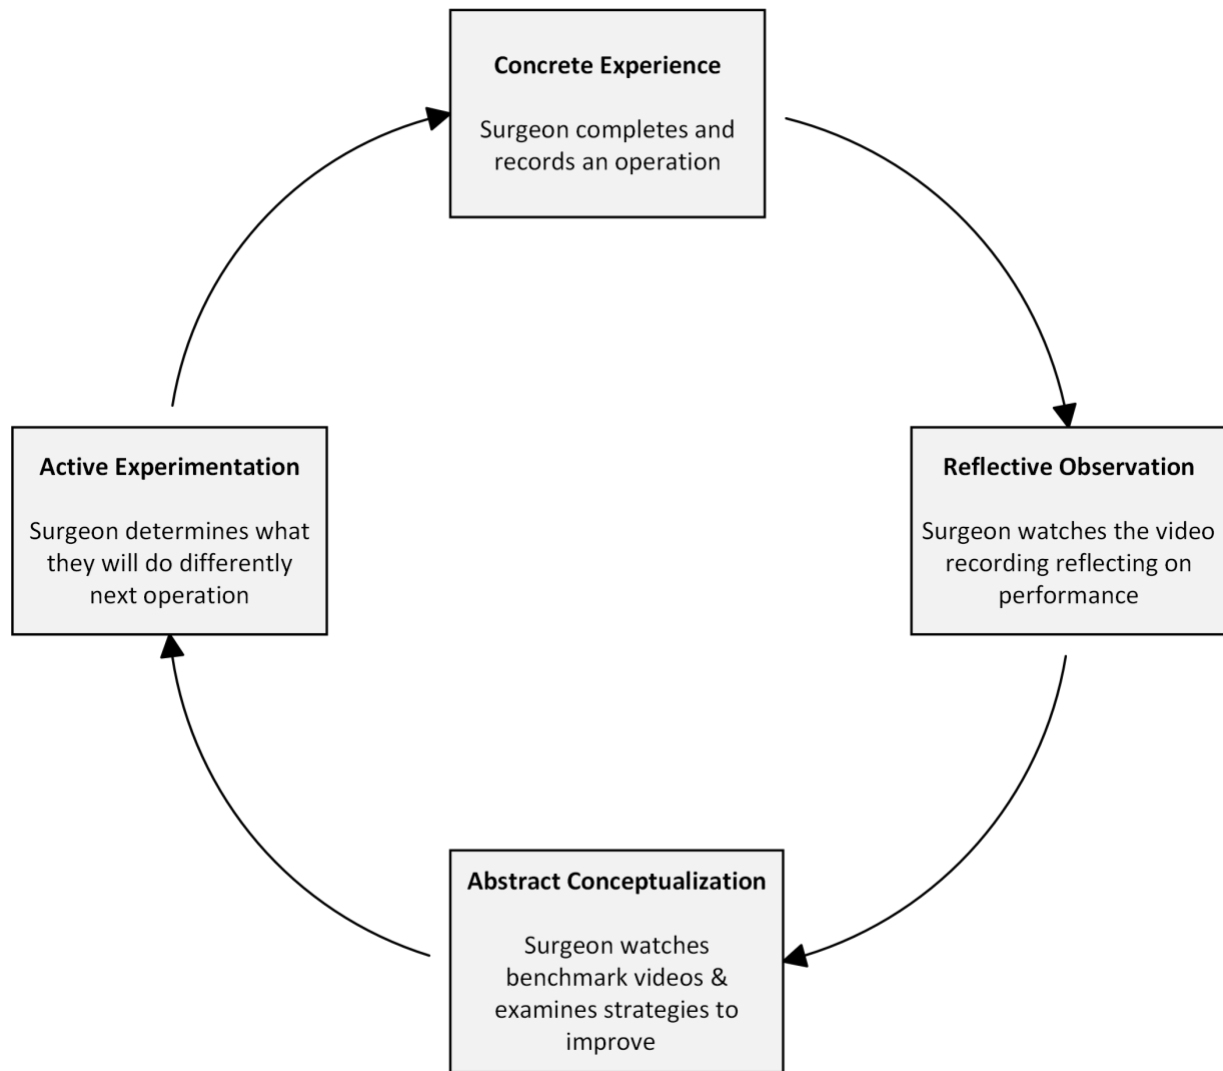 Concrete Experience
Surgeon completes and
records an operation
Active Experimentation
Surgeon determines what
they will do differently
next operation
Reflective Observation
Surgeon watches the video
recording reflecting on
performance
Abstract Conceptualization
Surgeon watches
benchmark videos &
examines strategies to
improve